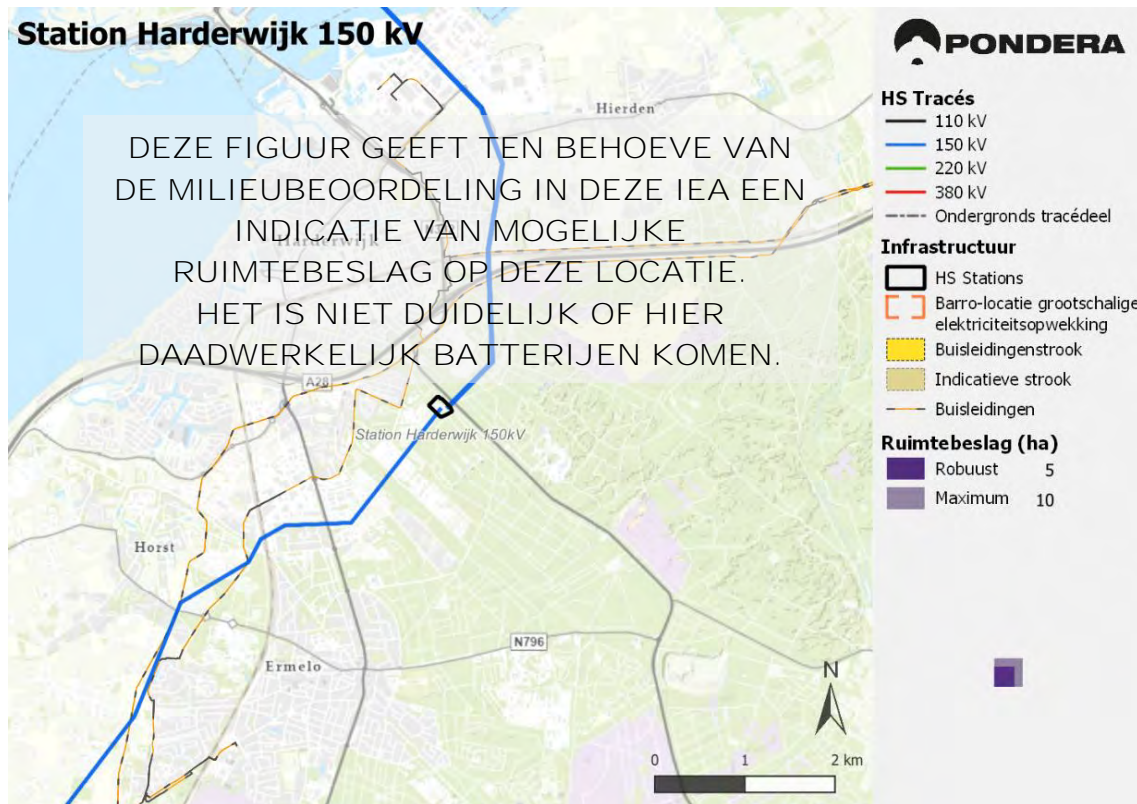 Station Harderwijk 150 kV
Hierden
DEZE FIGUUR GEEFT TEN BEHOEVE VAN
DE MILIEUBEOORDELING IN DEZE IEA EEN
INDICATIE VAN MOGELIJKE
Harderwijk
RUIMTEBESLAG OP DEZE LOCATIE.
HET IS NIET DUIDELIJK OF HIER
DAADWERKELIJK BATTERIJEN KOMEN.
A28
Station Harderwijk 150kV
Horst
N796
Ermelo
N
0 1 2 km
PONDERA
HS Tracés
110 kV
150 kV
220 kV
380 kV
Ondergronds tracédeel
Infrastructuur
HS Stations
Barro-locatie grootschalige
elektriciteitsopwekking
Buisleidingenstrook
Indicatieve strook
Buisleidingen
Ruimtebeslag (ha)
Robuust 5
Maximum 10